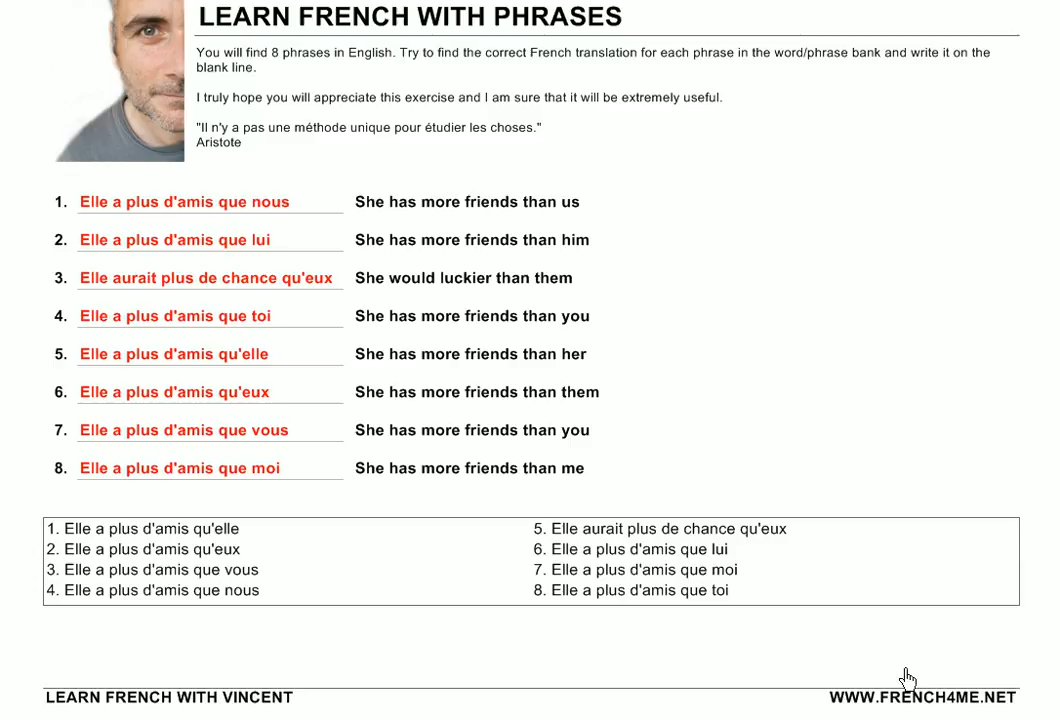 LEARN FRENCH WITH PHRASES
You will find 8 phrases in English. Try to find the correct French translation for each phrase in the word/phrase bank and write it on the
blank line.
I truly hope you will appreciate this exercise and I am sure that it will be extremely useful.
"Il n'y a pas une méthode unique pour étudier les choses."
Aristote
1. Elle a plus d'amis que nous She has more friends than us
2. Elle a plus d'amis que lui She has more friends than him
3. Elle aurait plus de chance qu'eux She would luckier than them
4. Elle a plus d'amis que toi She has more friends than you
5. Elle a plus d'amis qu'elle She has more friends than her
6. Elle a plus d'amis qu'eux She has more friends than them
7. Elle a plus d'amis que vous She has more friends than you
8. Elle a plus d'amis que moi She has more friends than me
1. Elle a plus d'amis qu'elle
2. Elle a plus d'amis qu'eux
3. Elle a plus d'amis que vous
4. Elle a plus d'amis que nous
5. Elle aurait plus de chance qu'eux
6. Elle a plus d'amis que lui
7. Elle a plus d'amis que moi
8. Elle a plus d'amis que toi
LEARN FRENCH WITH VINCENT
WWW.FRENCH4ME.NET